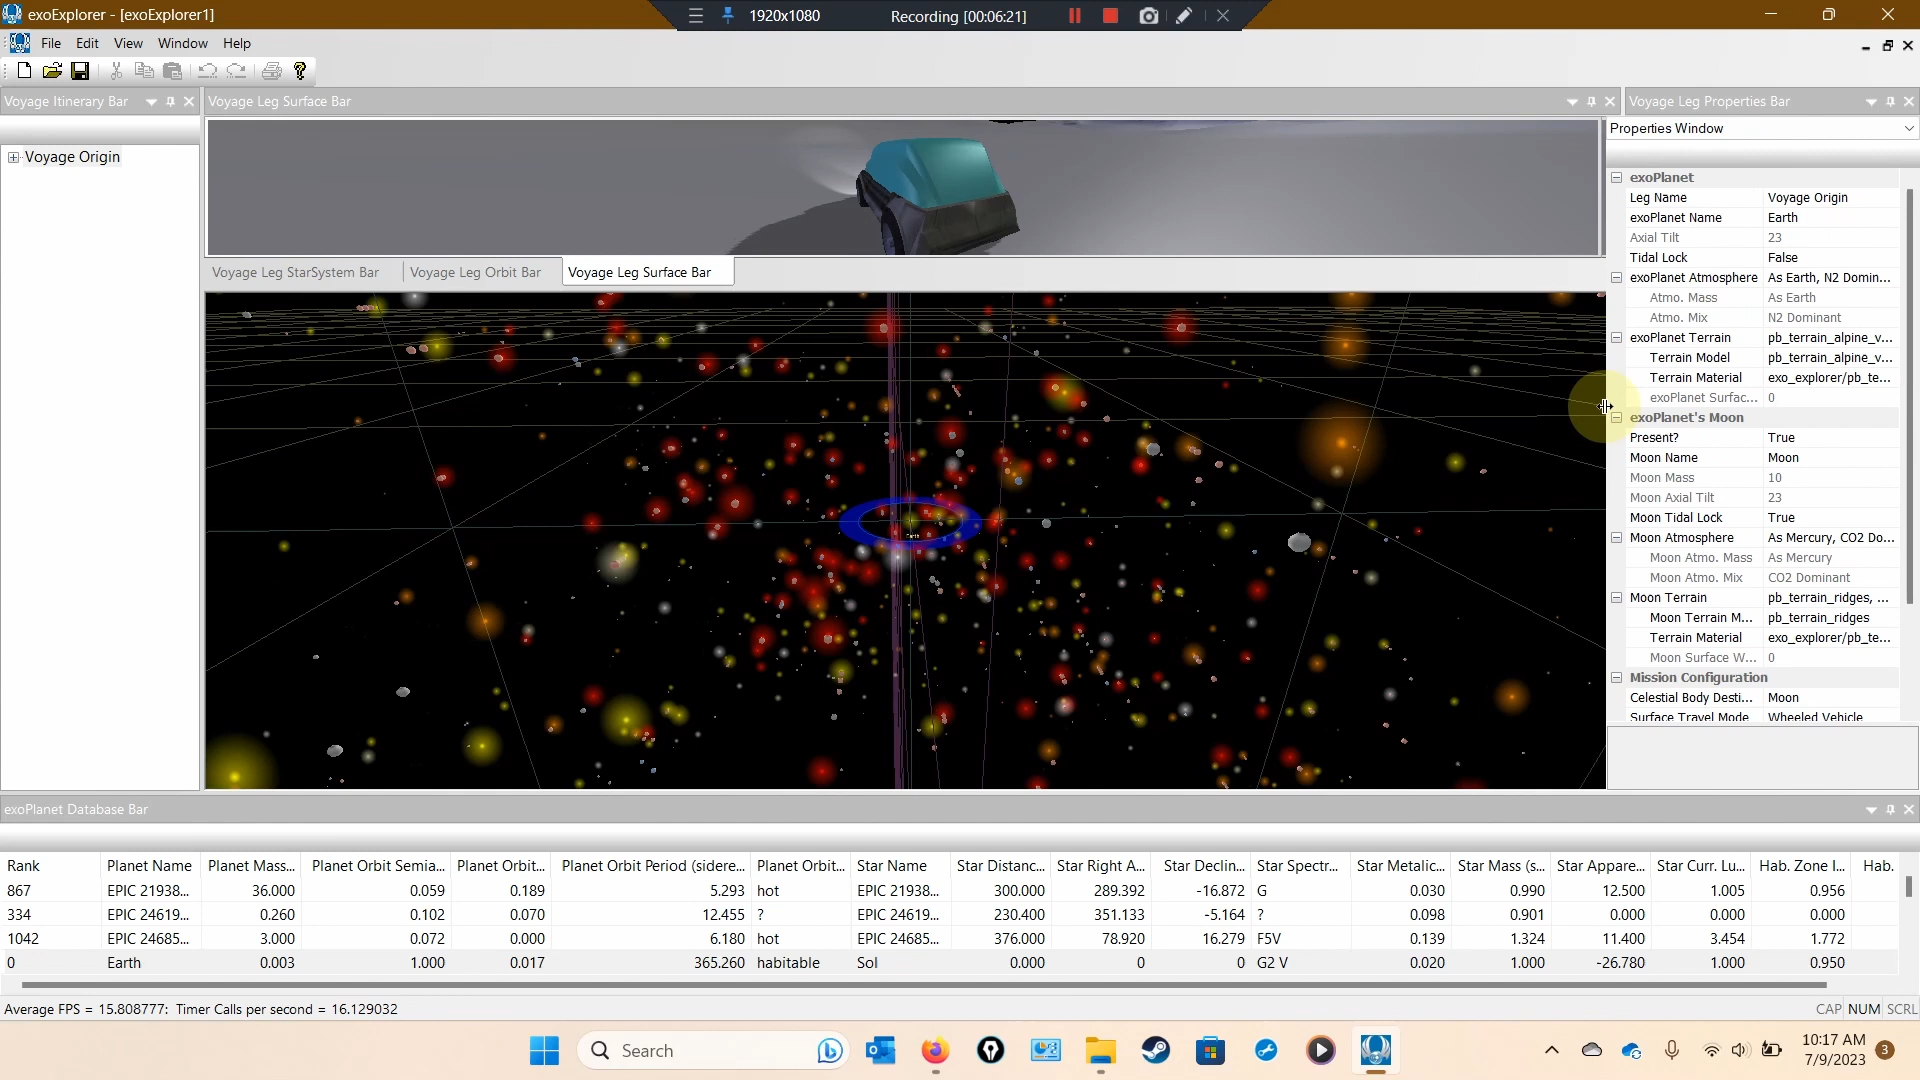 exoExplorer - [exoExplorer1]
1920x1080
Recording [00:06:21]
File Edit View Window Help
Voyage Itinerary Bar
Voyage Leg Surface Bar
Voyage Leg Properties Bar
Properties Window
Voyage Origin
exoPlanet
Leg Name Voyage Origin
exoPlanet Name Earth
Axial Tilt 23
Tidal Lock False
exoPlanet Atmosphere As Earth, N2 Domin...
Atmo. Mass As Earth
Atmo. Mix N2 Dominant
exoPlanet Terrain pb_terrain_alpine_v...
Terrain Model pb_terrain_alpine_v...
Terrain Material exo_explorer/pb_te...
exoPlanet Surfac... 0
exoPlanet's Moon
Present? True
Moon Name Moon
Moon Mass 10
Moon Axial Tilt 23
Moon Tidal Lock True
Moon Atmosphere As Mercury, CO2 Do...
Moon Atmo. Mass As Mercury
Moon Atmo. Mix CO2 Dominant
Moon Terrain pb_terrain_ridges, ...
Moon Terrain M... pb_terrain_ridges
Terrain Material exo_explorer/pb_te...
Moon Surface W... 0
Mission Configuration
Celestial Body Desti... Moon
Surface Travel Mode Wheeled Vehicle
Voyage Leg StarSystem Bar Voyage Leg Orbit Bar Voyage Leg Surface Bar
Earth
exoPlanet Database Bar
Rank Planet Name Planet Mass... Planet Orbit Semia... Planet Orbit... Planet Orbit Period (sidere... Planet Orbit... Star Name Star Distanc... Star Right A... Star Declin... Star Spectr... Star Metalic... Star Mass (s... Star Appare... Star Curr. Lu... Hab. Zone I... Hab.
867 EPIC 21938... 36.000 0.059 0.189 5.293 hot EPIC 21938... 300.000 289.392 -16.872 G 0.030 0.990 12.500 1.005 0.956
334 EPIC 24619... 0.260 0.102 0.070 12.455 ? EPIC 24619... 230.400 351.133 -5.164 ? 0.098 0.901 0.000 0.000 0.000
1042 EPIC 24685... 3.000 0.072 0.000 6.180 hot EPIC 24685... 376.000 78.920 16.279 F5V 0.139 1.324 11.400 3.454 1.772
0 Earth 0.003 1.000 0.017 365.260 habitable Sol 0.000 0 0 G2 V 0.020 1.000 -26.780 1.000 0.950
Average FPS = 15.808777: Timer Calls per second = 16.129032
CAP NUM SCRL
Search
10:17 AM
7/9/2023
3